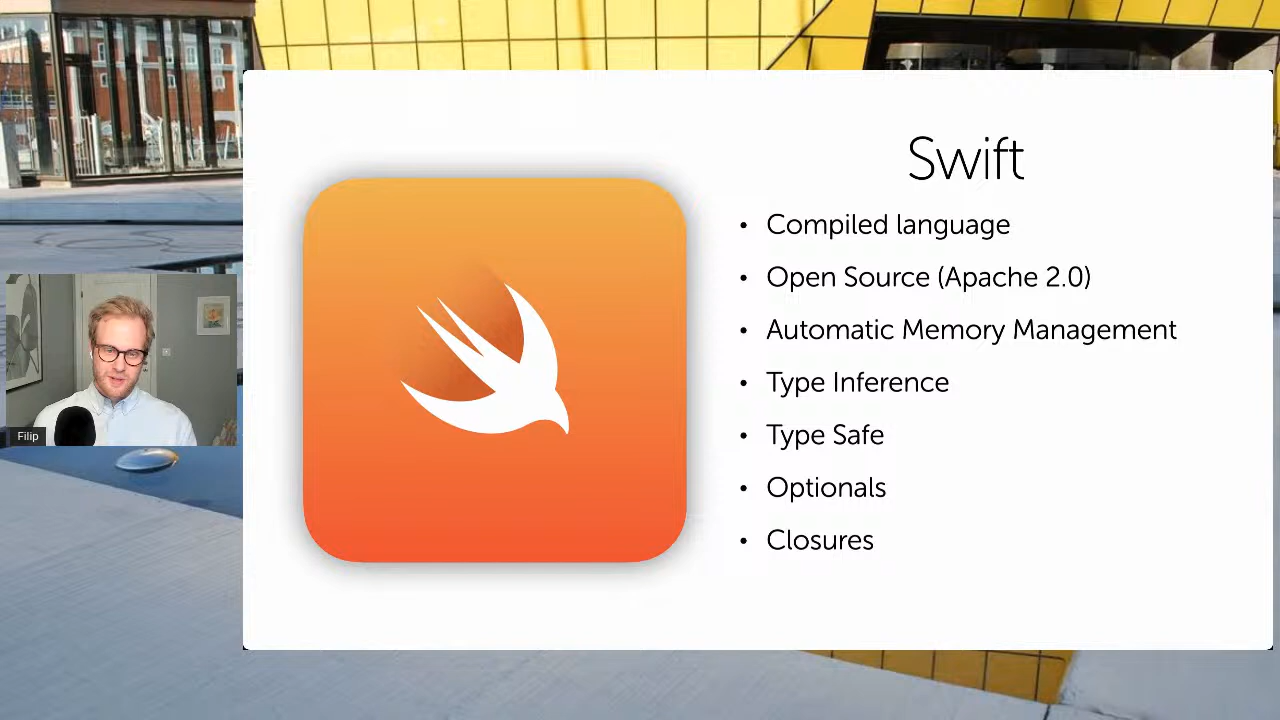 Swift
• Compiled language
• Open Source (Apache 2.0)
• Automatic Memory Management
• Type Inference
• Type Safe
• Optionals
• Closures
Filip